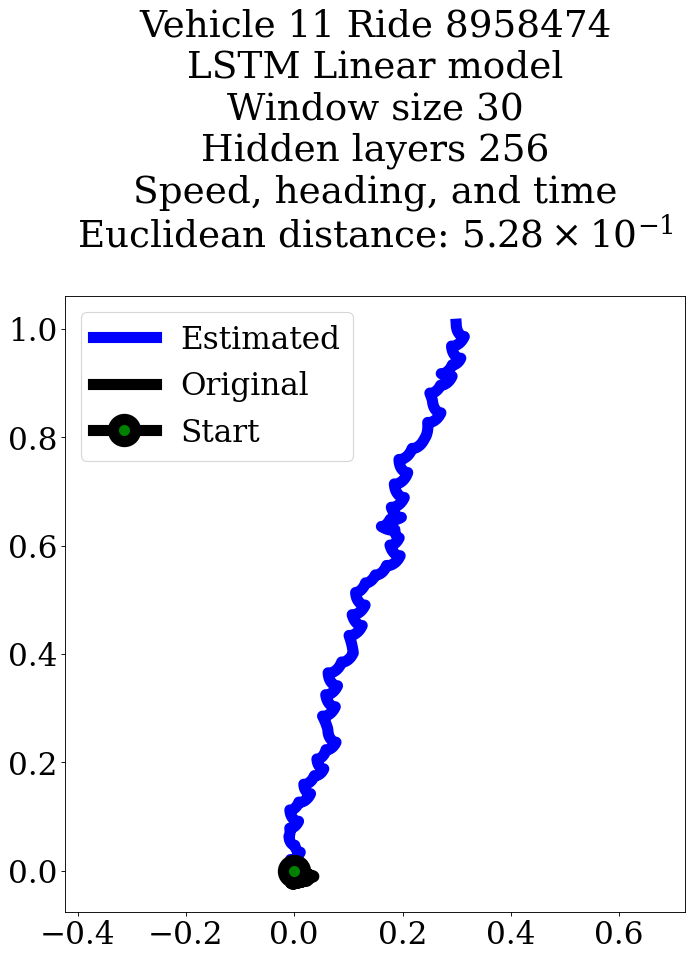 Vehicle 11 Ride 8958474
LSTM Linear model
Window size 30
Hidden layers 256
Speed, heading, and time
Euclidean distance: 5.28 × 10⁻¹
Estimated
Original
Start
1.0
0.8
0.6
0.4
0.2
0.0
−0.4 −0.2 0.0 0.2 0.4 0.6